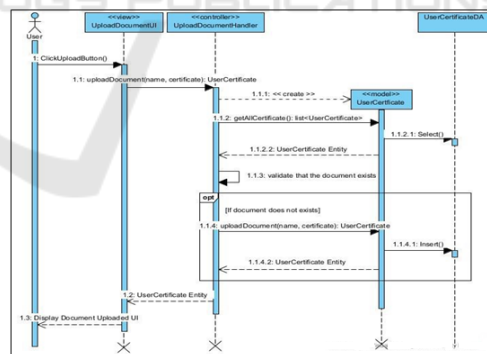 <<view>>
UploadDocumentUI
<<controller>>
UploadDocumentHandler
UserCertificateDA
User
1: ClickUploadButton()
1.1: uploadDocument(name, certificate): UserCertificate
1.1.1: << create >>
<<model>>
UserCertificate
1.1.2: getAllCertificate(): list<UserCertificate>
1.1.2.1: Select()
1.1.2.2: UserCertificate Entity
1.1.3: validate that the document exists
opt
[If document does not exists]
1.1.4: uploadDocument(name, certificate): UserCertificate
1.1.4.1: Insert()
1.1.4.2: UserCertificate Entity
1.2: UserCertificate Entity
1.3: Display Document Uploaded UI